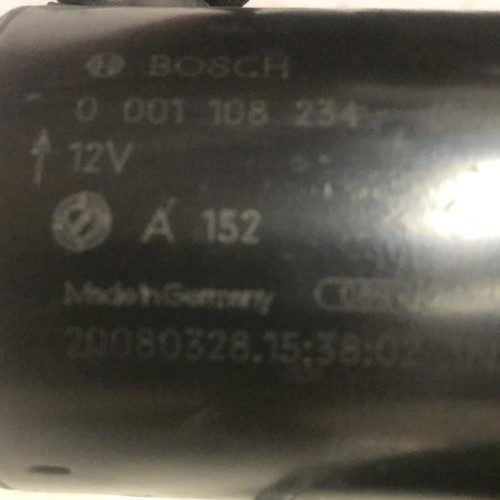 BOSCH
0 001 108 234
12V
A 152
Made in Germany
20080328.15:38:02